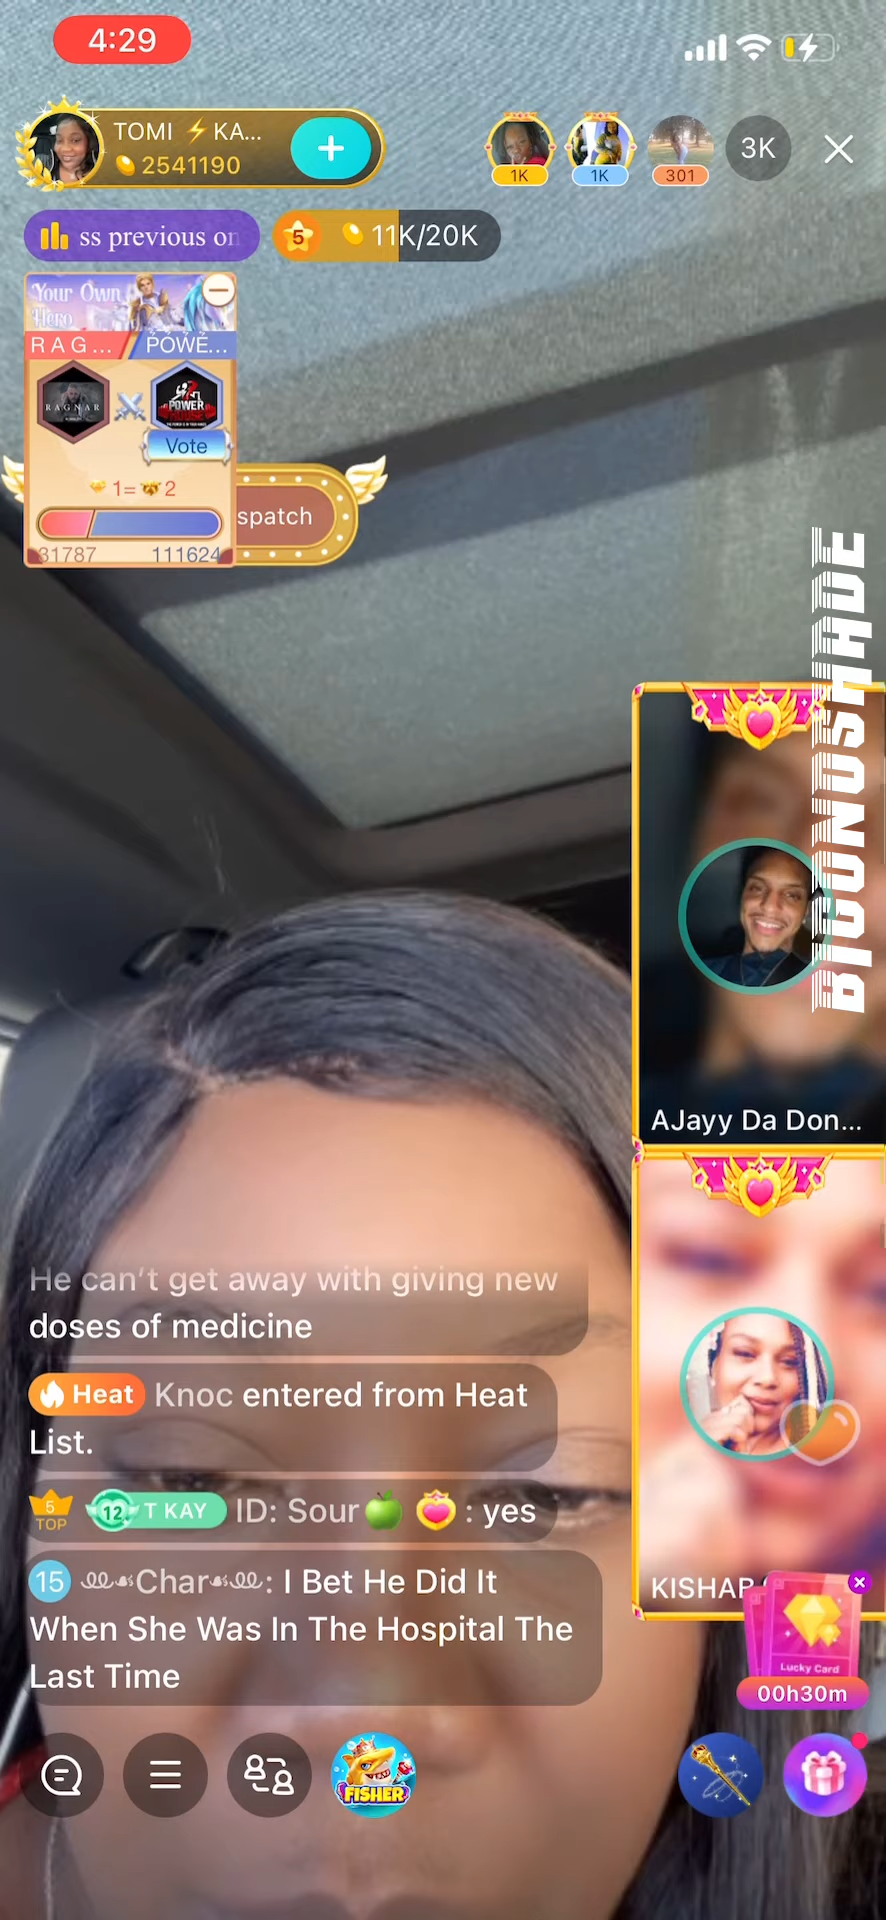 4:29
TOMI ⚡KA...
2541190
1K
1K
301
3K
ss previous on
5
11K/20K
Your Own
Hero
RAG...
POWE...
RAGNAR
POWER
HOUSE
Vote
1= 2
31787
111624
spatch
BIGONOSHADE
AJayy Da Don...
He can't get away with giving new
doses of medicine
Heat Knoc entered from Heat
List.
5 TOP 12 T KAY ID: Sour🍏 : yes
15 Char: I Bet He Did It
When She Was In The Hospital The
Last Time
KISHAR
Lucky Card
00h30m
FISHER